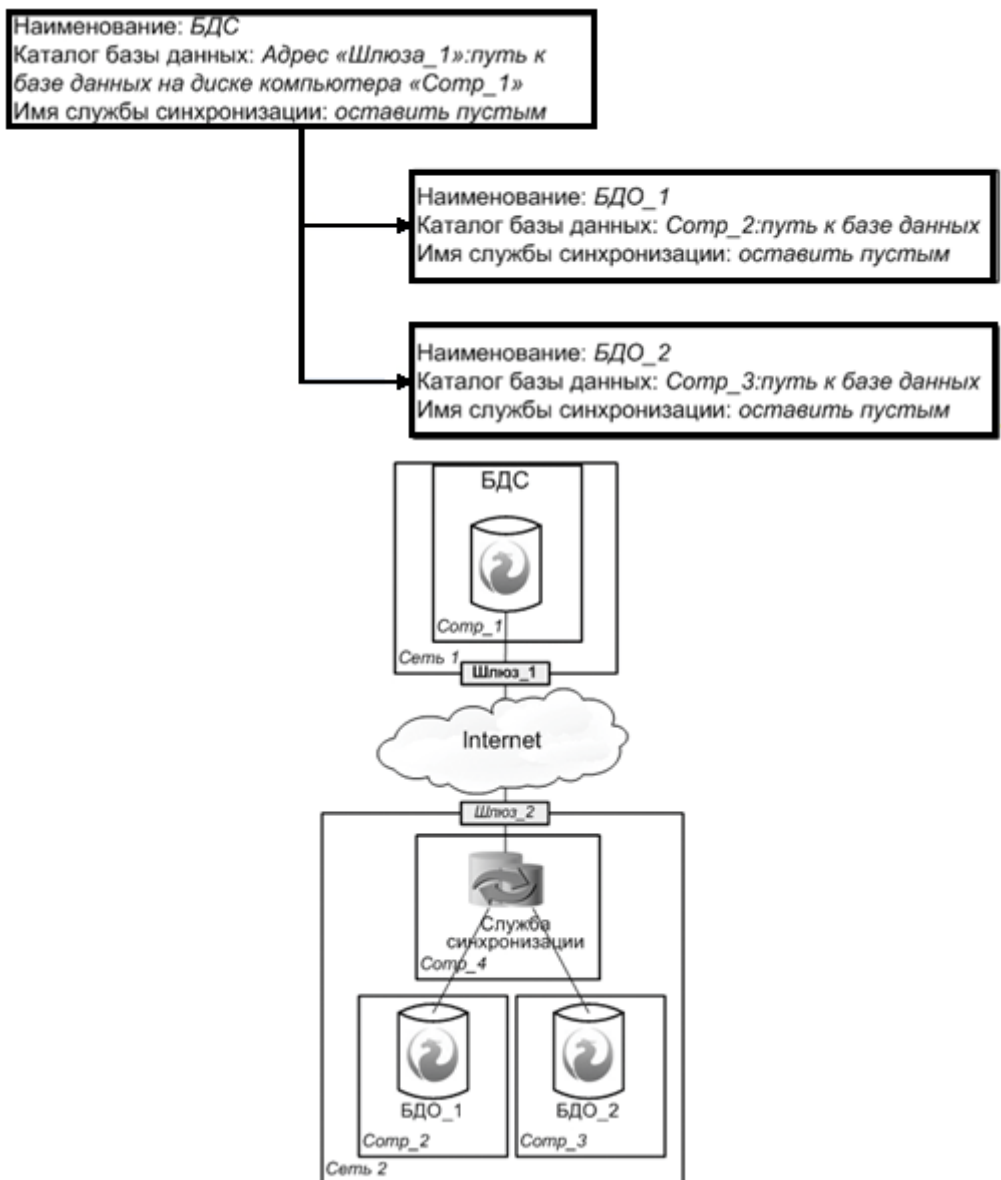 Наименование: БДС
Каталог базы данных: Адрес «Шлюза_1»:путь к
базе данных на диске компьютера «Comp_1»
Имя службы синхронизации: оставить пустым
Наименование: БДО_1
Каталог базы данных: Comp_2:путь к базе данных
Имя службы синхронизации: оставить пустым
Наименование: БДО_2
Каталог базы данных: Comp_3:путь к базе данных
Имя службы синхронизации: оставить пустым
БДС
Comp_1
Сеть 1
Шлюз_1
Internet
Шлюз_2
Служба
синхронизации
Comp_4
БДО_1
БДО_2
Comp_2
Comp_3
Сеть 2